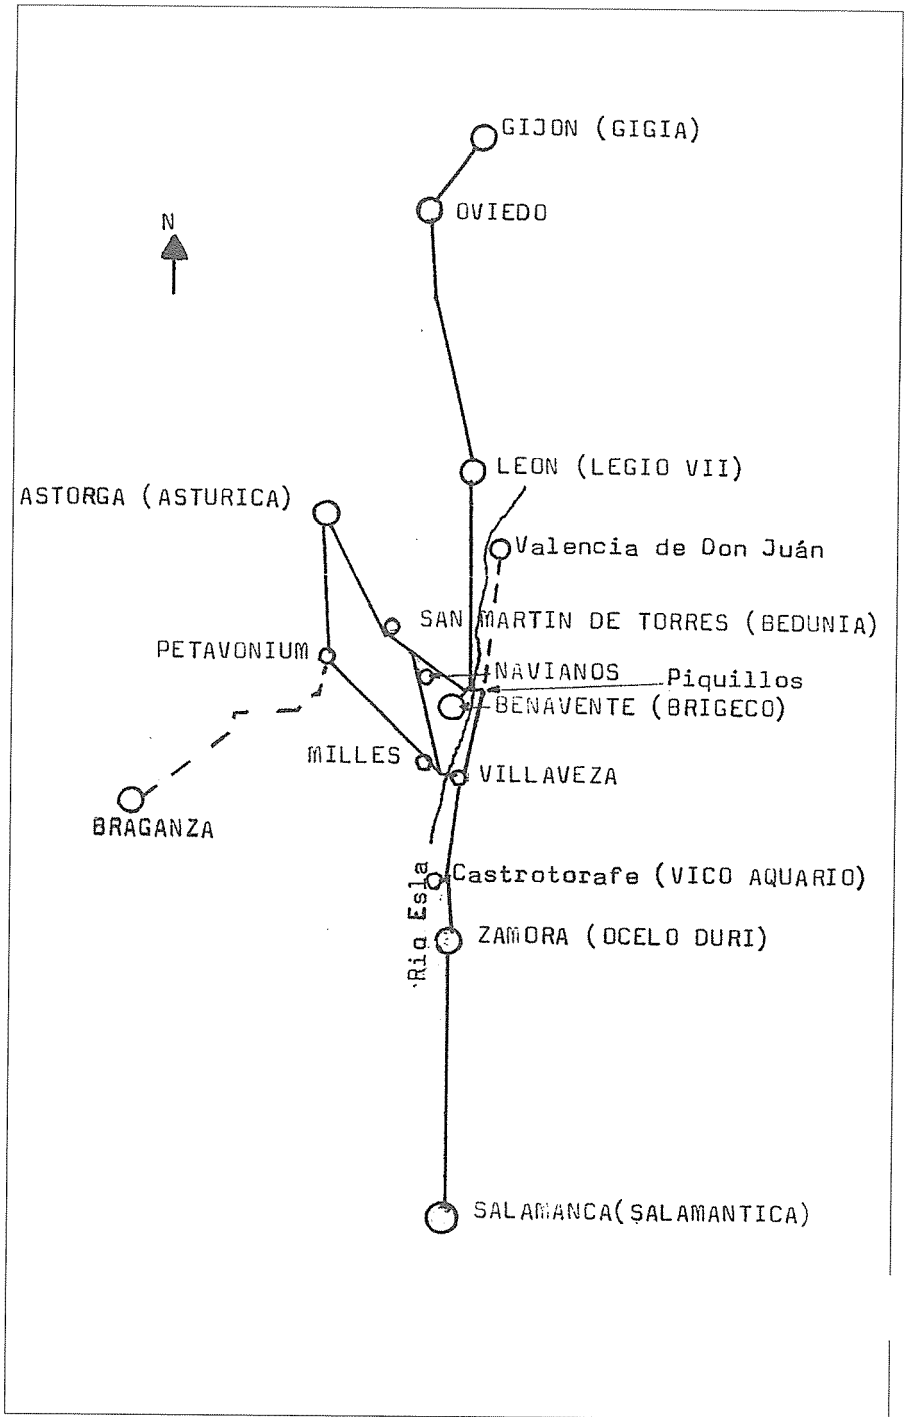 GIJON (GIGIA)
OVIEDO
N
LEON (LEGIO VII)
ASTORGA (ASTURICA)
Valencia de Don Juán
SAN MARTIN DE TORRES (BEDUNIA)
PETAVONIUM
NAVIANOS
Piquillos
BENAVENTE (BRIGECO)
MILLES
VILLAVEZA
BRAGANZA
Castrotorafe (VICO AQUARIO)
Rio Esla
ZAMORA (OCELO DURI)
SALAMANCA(SALAMANTICA)